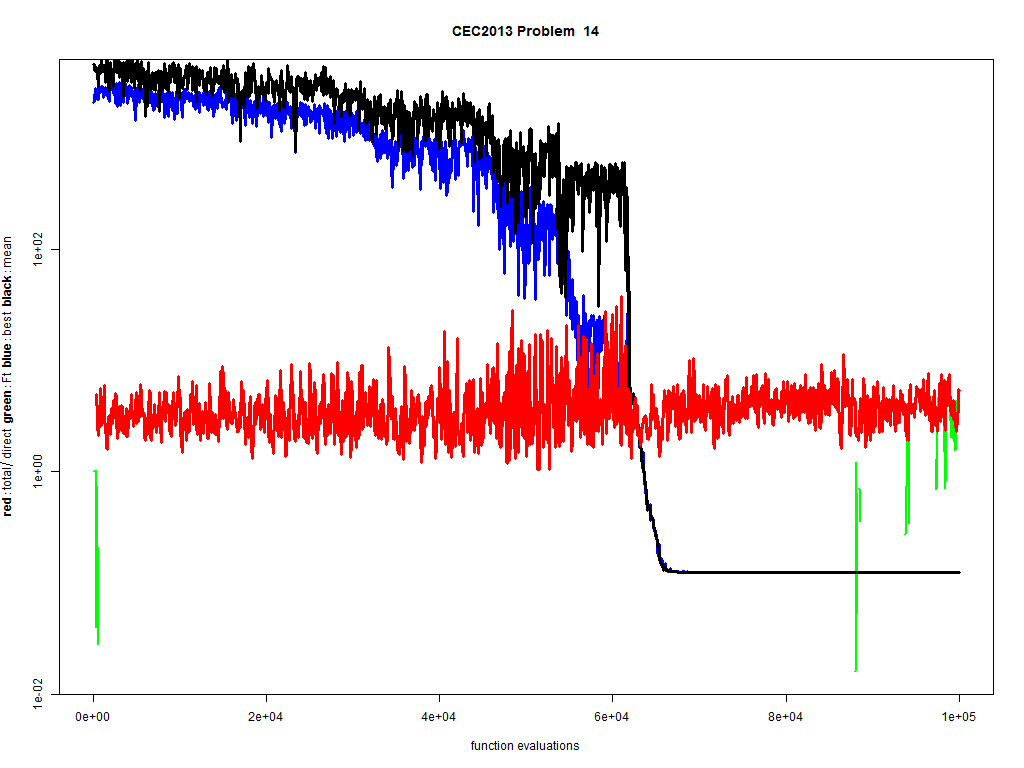 CEC2013 Problem  14
red : total/ direct  green : Ft  blue : best  black : mean
1e+02
1e+00
1e-02
0e+00
2e+04
4e+04
6e+04
8e+04
1e+05
function evaluations